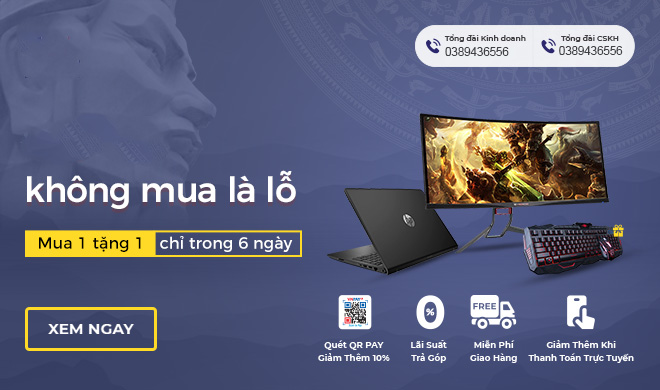 Tổng đài Kinh doanh
0389436556
Tổng đài CSKH
0389436556
không mua là lỗ
Mua 1 tặng 1 chỉ trong 6 ngày
XEM NGAY
Quét QR PAY
Giảm Thêm 10%
0%
Lãi Suất
Trả Góp
FREE
Miễn Phí
Giao Hàng
Giảm Thêm Khi
Thanh Toán Trực Tuyến